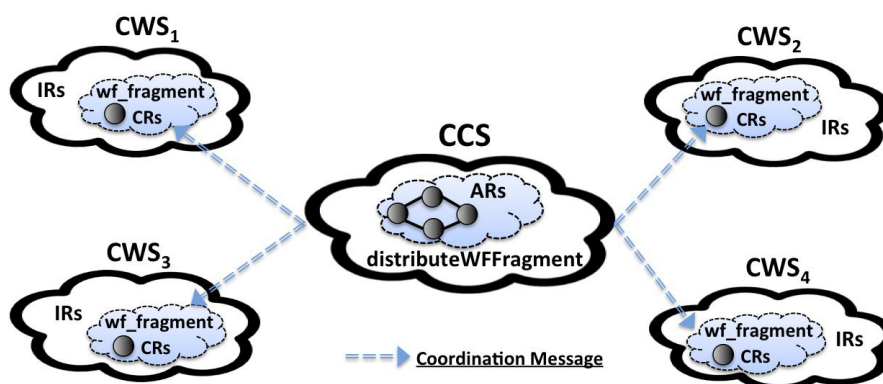 CWS₁
IRs
wf_fragment
CRs
CWS₂
wf_fragment
CRs
IRs
CCS
ARs
distributeWFFragment
CWS₃
IRs
wf_fragment
CRs
CWS₄
wf_fragment
IRs
CRs
Coordination Message